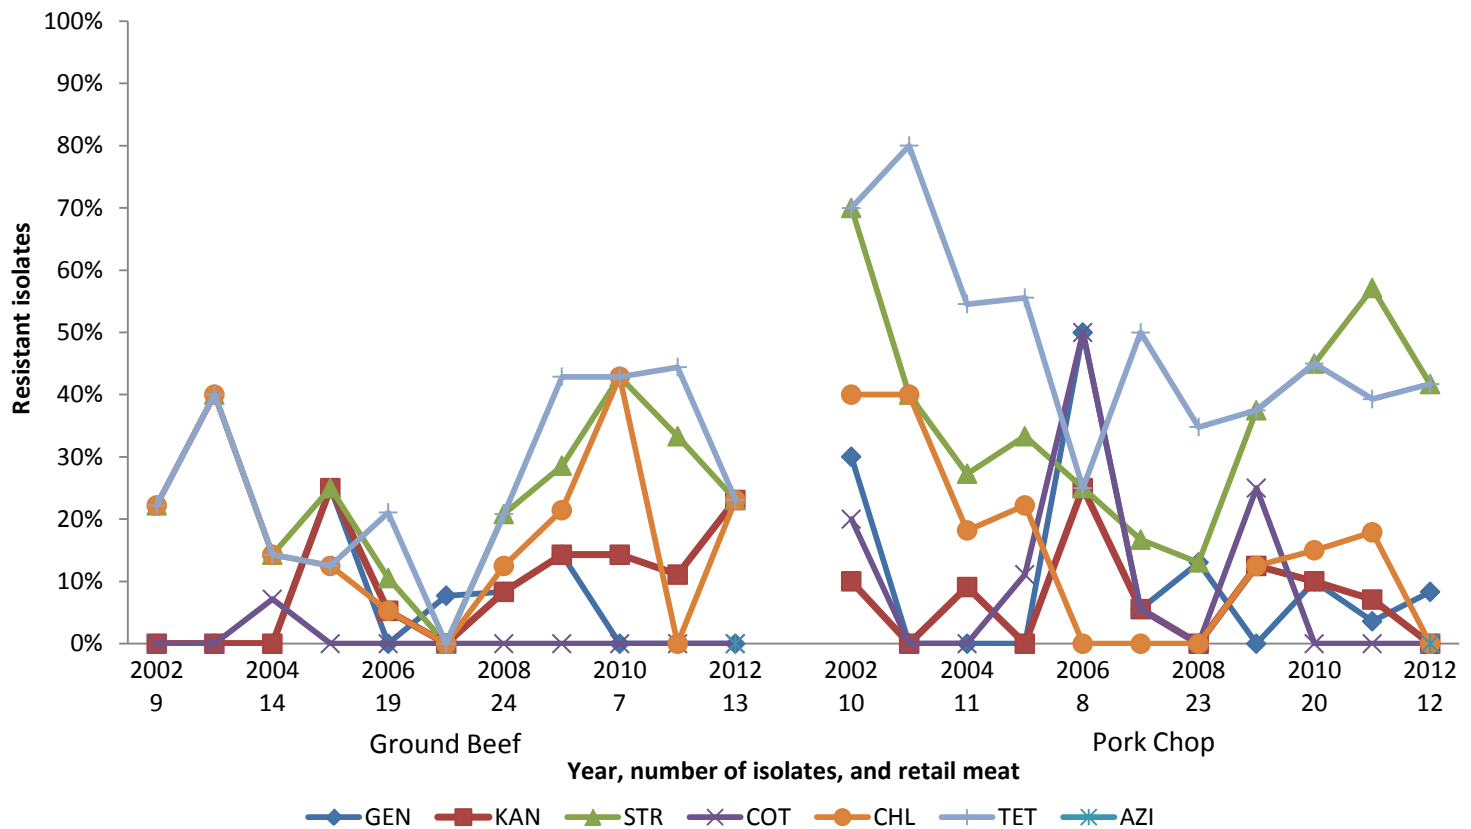 100%
90%
80%
70%
60%
50%
40%
30%
20%
10%
0%
Resistant isolates
2002 2004 2006 2008 2010 2012 2002 2004 2006 2008 2010 2012
9 14 19 24 7 13 10 11 8 23 20 12
Ground Beef Pork Chop
Year, number of isolates, and retail meat
GEN KAN STR COT CHL TET AZI